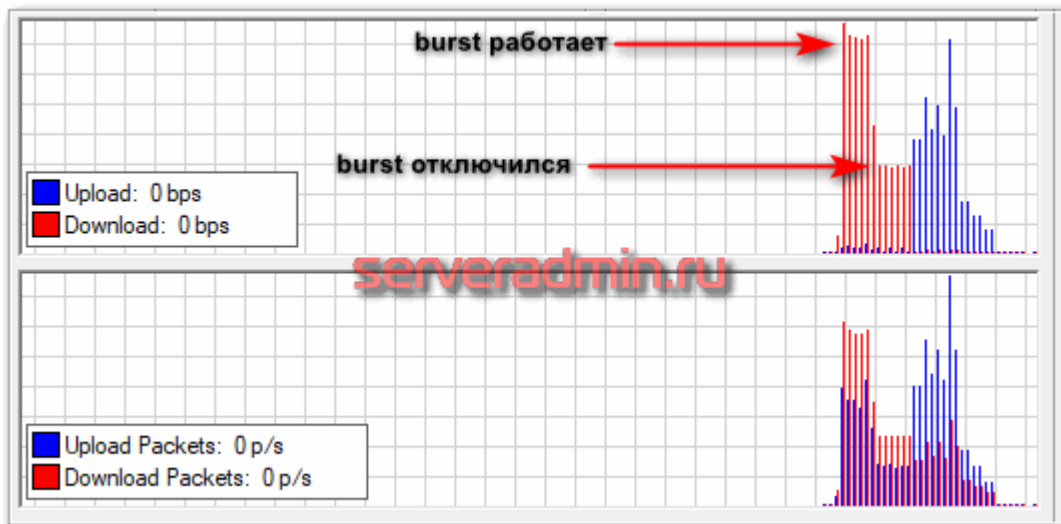 burst работает
burst отключился
Upload: 0 bps
Download: 0 bps
serveradmin.ru
Upload Packets: 0 p/s
Download Packets: 0 p/s